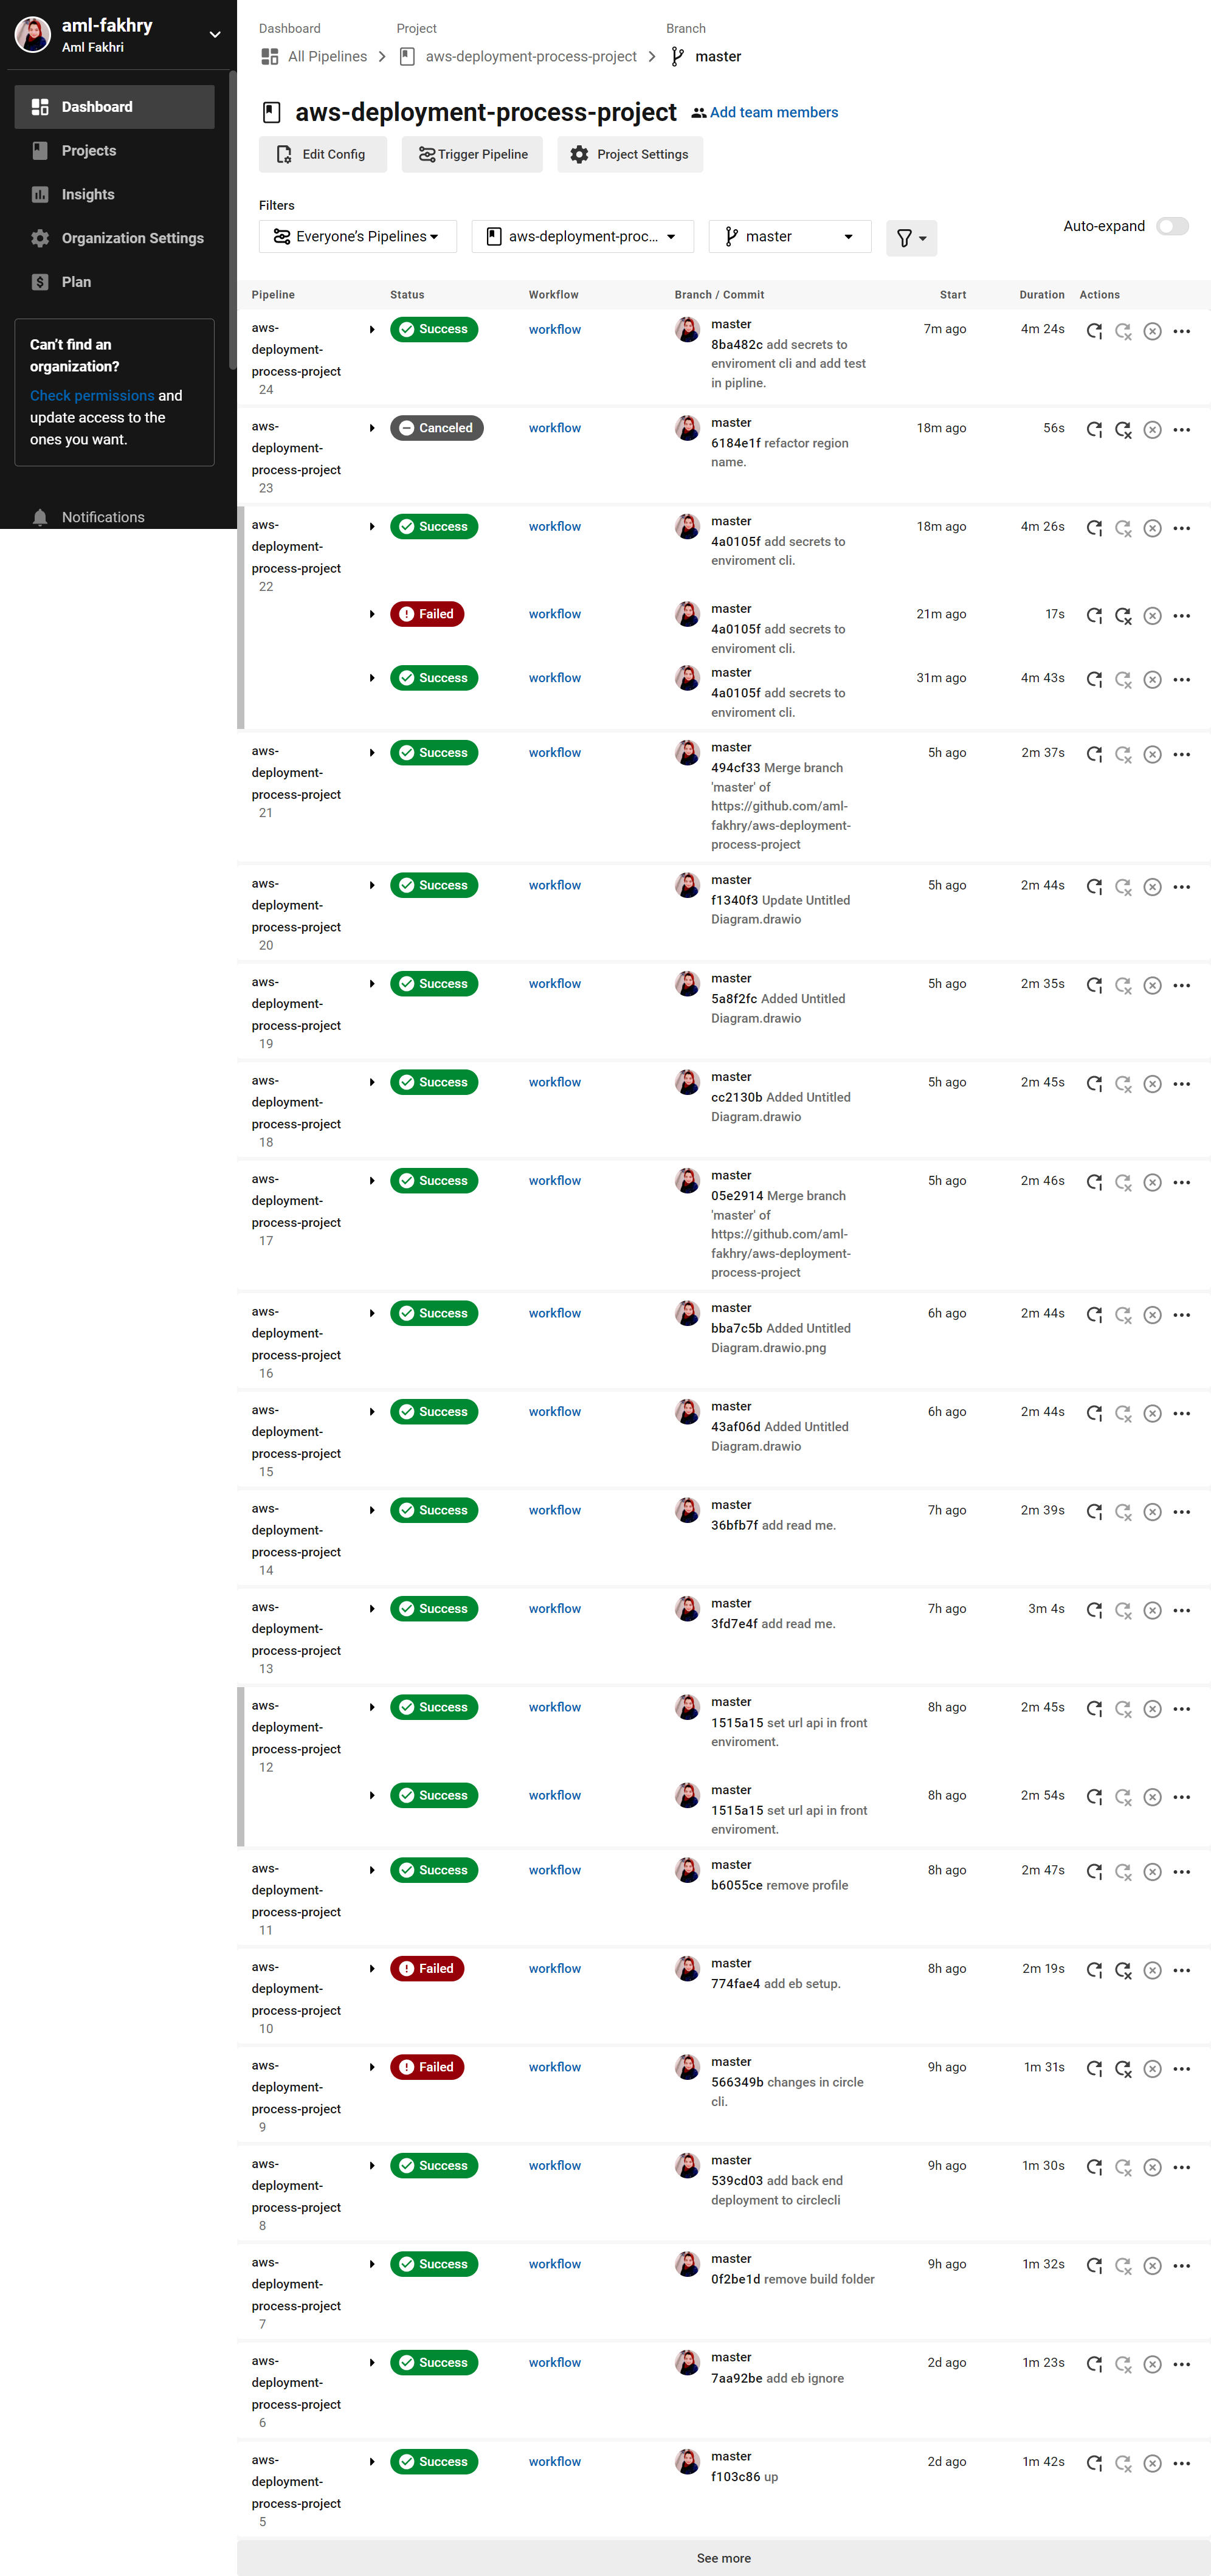 aml-fakhry
Aml Fakhri
Dashboard
Projects
Insights
Organization Settings
Plan
Can't find an
organization?
Check permissions and
update access to the
ones you want.
Notifications
Dashboard Project Branch
All Pipelines aws-deployment-process-project master
aws-deployment-process-project Add team members
Edit Config Trigger Pipeline Project Settings
Filters
Everyone's Pipelines aws-deployment-proc... master
Auto-expand
Pipeline Status Workflow Branch / Commit Start Duration Actions
aws-
deployment-
process-project
24
Success workflow master 7m ago 4m 24s
8ba482c add secrets to
enviroment cli and add test
in pipline.
aws-
deployment-
process-project
23
Canceled workflow master 18m ago 56s
6184e1f refactor region
name.
aws-
deployment-
process-project
22
Success workflow master 18m ago 4m 26s
4a0105f add secrets to
enviroment cli.
Failed workflow master 21m ago 17s
4a0105f add secrets to
enviroment cli.
Success workflow master 31m ago 4m 43s
4a0105f add secrets to
enviroment cli.
aws-
deployment-
process-project
21
Success workflow master 5h ago 2m 37s
494cf33 Merge branch
'master' of
https://github.com/aml-
fakhry/aws-deployment-
process-project
aws-
deployment-
process-project
20
Success workflow master 5h ago 2m 44s
f1340f3 Update Untitled
Diagram.drawio
aws-
deployment-
process-project
19
Success workflow master 5h ago 2m 35s
5a8f2fc Added Untitled
Diagram.drawio
aws-
deployment-
process-project
18
Success workflow master 5h ago 2m 45s
cc2130b Added Untitled
Diagram.drawio
aws-
deployment-
process-project
17
Success workflow master 5h ago 2m 46s
05e2914 Merge branch
'master' of
https://github.com/aml-
fakhry/aws-deployment-
process-project
aws-
deployment-
process-project
16
Success workflow master 6h ago 2m 44s
bba7c5b Added Untitled
Diagram.drawio.png
aws-
deployment-
process-project
15
Success workflow master 6h ago 2m 44s
43af06d Added Untitled
Diagram.drawio
aws-
deployment-
process-project
14
Success workflow master 7h ago 2m 39s
36bfb7f add read me.
aws-
deployment-
process-project
13
Success workflow master 7h ago 3m 4s
3fd7e4f add read me.
aws-
deployment-
process-project
12
Success workflow master 8h ago 2m 45s
1515a15 set url api in front
enviroment.
Success workflow master 8h ago 2m 54s
1515a15 set url api in front
enviroment.
aws-
deployment-
process-project
11
Success workflow master 8h ago 2m 47s
b6055ce remove profile
aws-
deployment-
process-project
10
Failed workflow master 8h ago 2m 19s
774fae4 add eb setup.
aws-
deployment-
process-project
9
Failed workflow master 9h ago 1m 31s
566349b changes in circle
cli.
aws-
deployment-
process-project
8
Success workflow master 9h ago 1m 30s
539cd03 add back end
deployment to circlecli
aws-
deployment-
process-project
7
Success workflow master 9h ago 1m 32s
0f2be1d remove build folder
aws-
deployment-
process-project
6
Success workflow master 2d ago 1m 23s
7aa92be add eb ignore
aws-
deployment-
process-project
5
Success workflow master 2d ago 1m 42s
f103c86 up
See more